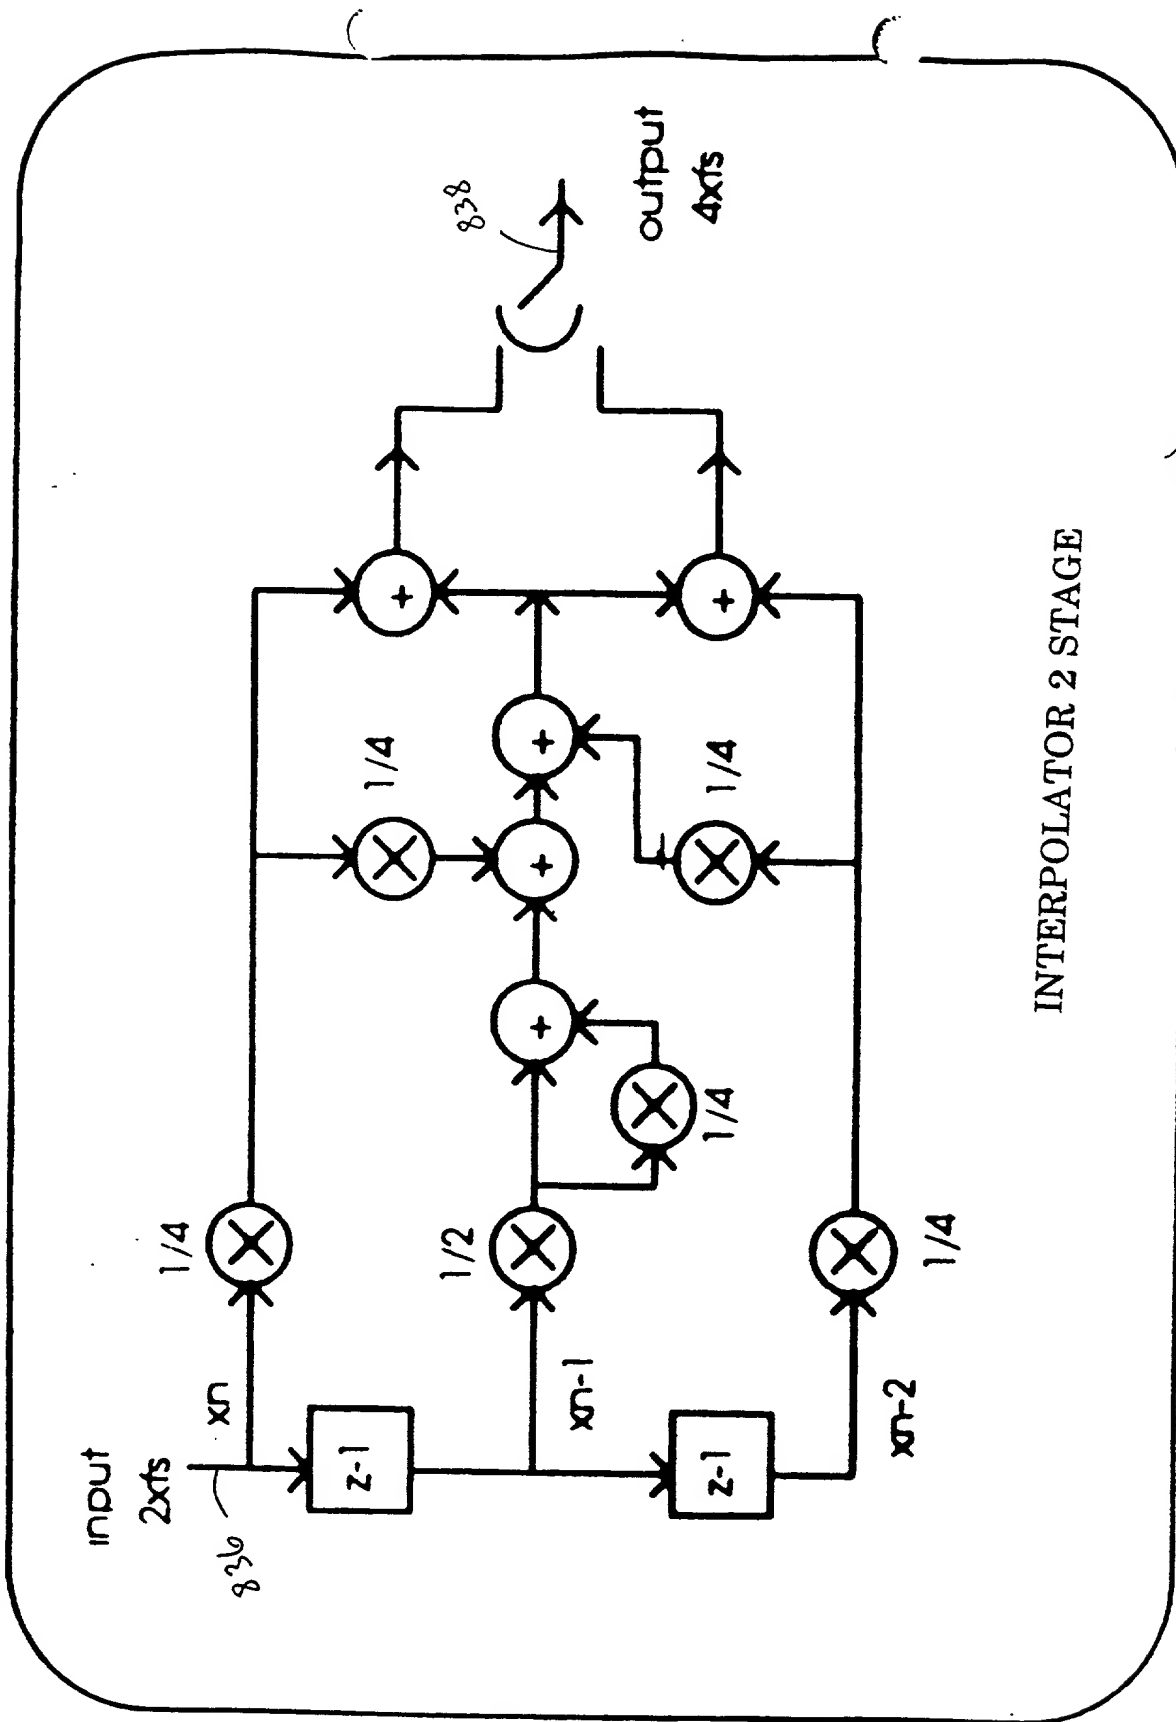 input
2xfs
836
xn
z-1
xn-1
z-1
xn-2
1/4
1/2
1/4
1/4
1/4
1/4
+
+
+
+
+
838
output
4xfs
INTERPOLATOR 2 STAGE